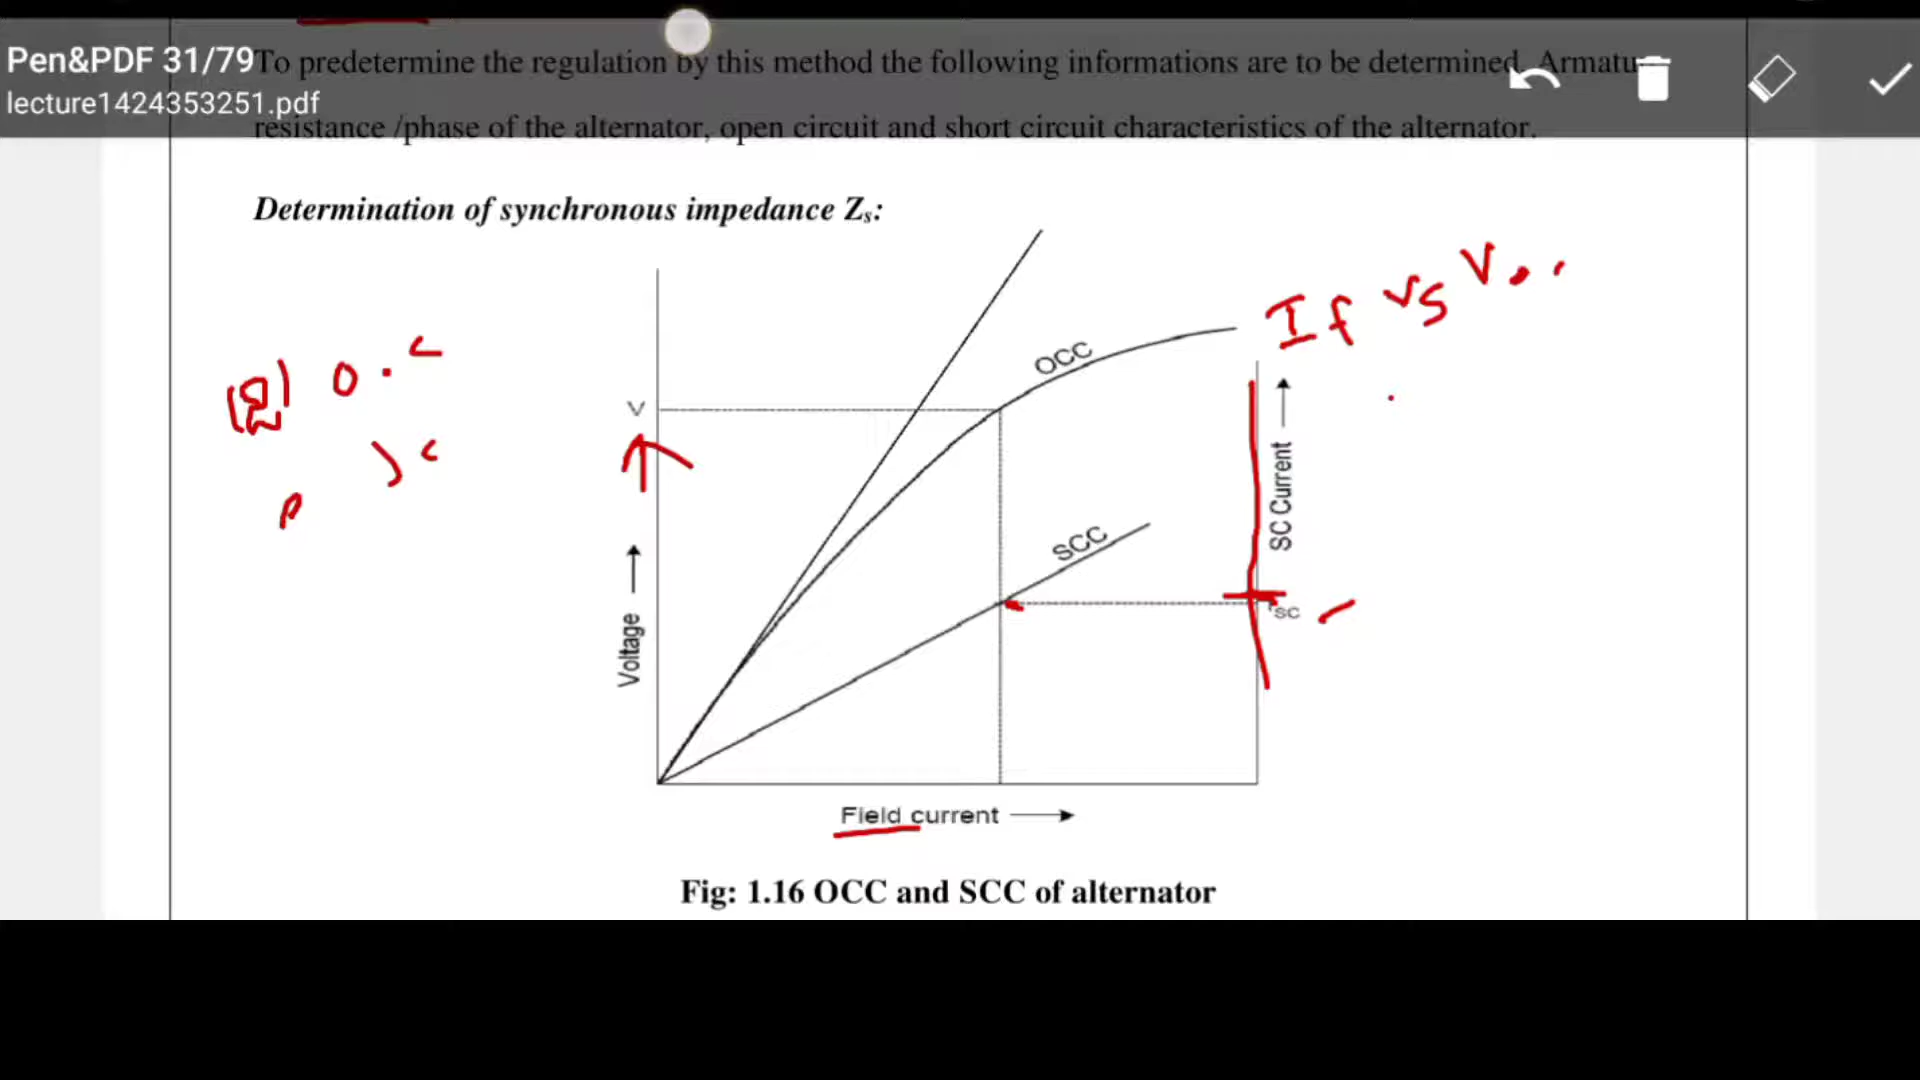 Pen&PDF 31/79
lecture1424353251.pdf
To predetermine the regulation by this method the following informations are to be determined. Armatu
resistance /phase of the alternator, open circuit and short circuit characteristics of the alternator.
Determination of synchronous impedance Zs:
If vs Vo.
O.C
OCC
V
SC Current
SCC
Isc
Voltage
Field current
Fig: 1.16 OCC and SCC of alternator